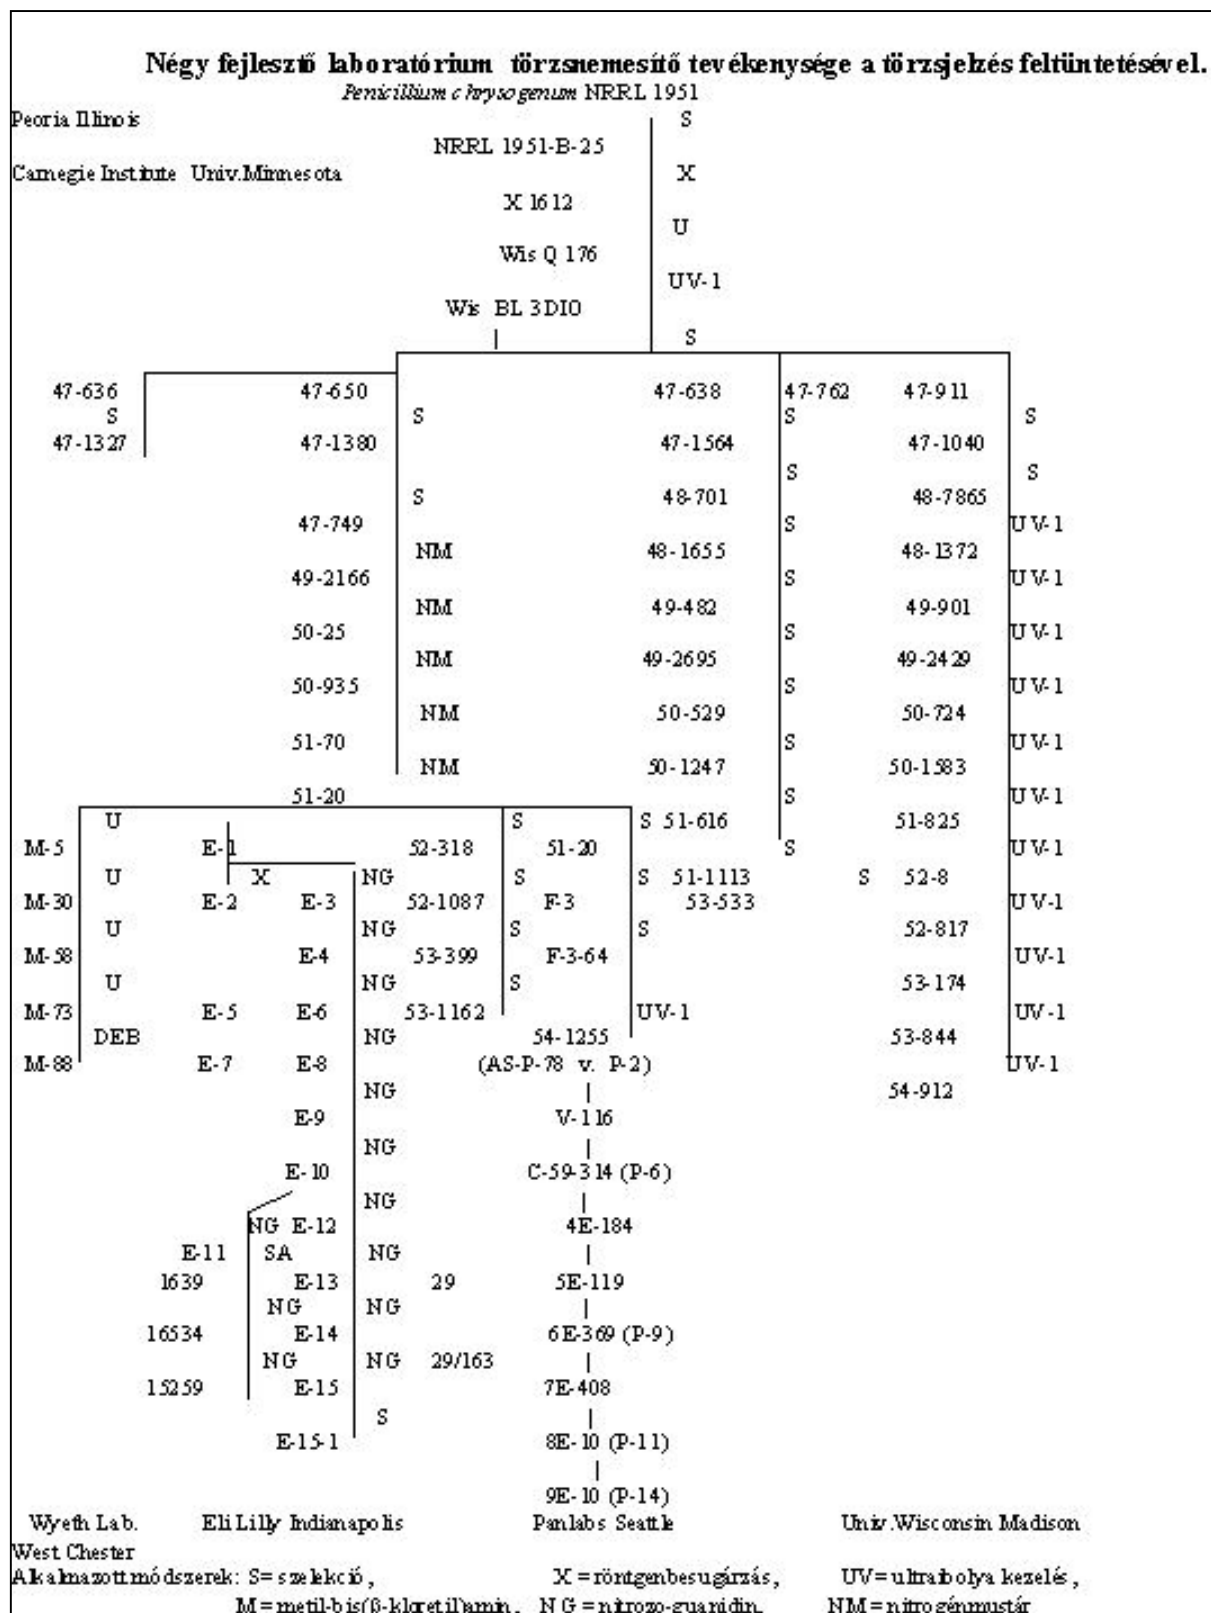 Négy fejlesztő laboratórium törzsnemesítő tevékenysége a törzsjelzés feltüntetésével.
Penicillium chrysogenum NRRL 1951
Peoria Illinois S
NRRL 1951-B-25
Carnegie Institute Univ.Minnesota X
X 1612
U
Wis Q 176
UV-1
Wis BL 3D10
S
47-636 47-650 47-638 47-762 47-911
S S S S
47-1327 47-1380 47-1564 47-1040
S S
S 48-701 48-7865
47-749 S UV-1
NM 48-1655 48-1372
49-2166 S UV-1
NM 49-482 49-901
50-25 S UV-1
NM 49-2695 49-2429
50-935 S UV-1
NM 50-529 50-724
51-70 S UV-1
NM 50-1247 50-1583
51-20 S UV-1
U S S 51-616 51-825
M-5 E-1 52-318 51-20 S UV-1
U X NG S S 51-1113 S 52-8
M-30 E-2 E-3 52-1087 F-3 53-533 UV-1
U NG S S 52-817
M-58 E-4 53-399 F-3-64 UV-1
U NG S 53-174
M-73 E-5 E-6 53-1162 UV-1 UV-1
DEB NG 54-1255 53-844
M-88 E-7 E-8 (AS-P-78 v. P-2) UV-1
NG 54-912
E-9 V-116
NG
E-10 C-59-314 (P-6)
NG
NG E-12 4E-184
E-11 SA NG
1639 E-13 29 5E-119
NG NG
16534 E-14 6E-369 (P-9)
NG NG 29/163
15259 E-15 7E-408
S
E-15-1 8E-10 (P-11)
9E-10 (P-14)
Wyeth Lab. Eli Lilly Indianapolis Panlabs Seattle Univ.Wisconsin Madison
West Chester
Alkalmazott módszerek: S= szelekció, X = röntgenbesugárzás, UV= ultraibolya kezelés,
M = metil-bis(β-kloretil)amin, NG = nitrozo-guanidin, NM = nitrogénmustár